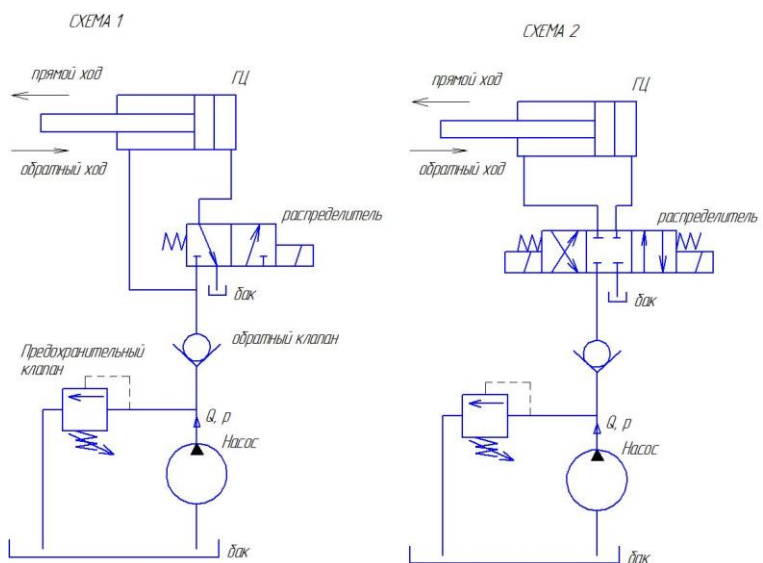 СХЕМА 1
прямой ход
ГЦ
обратный ход
распределитель
бак
обратный клапан
Предохранительный
клапан
Q, p
Насос
бак
СХЕМА 2
прямой ход
ГЦ
обратный ход
распределитель
бак
Q, p
Насос
бак